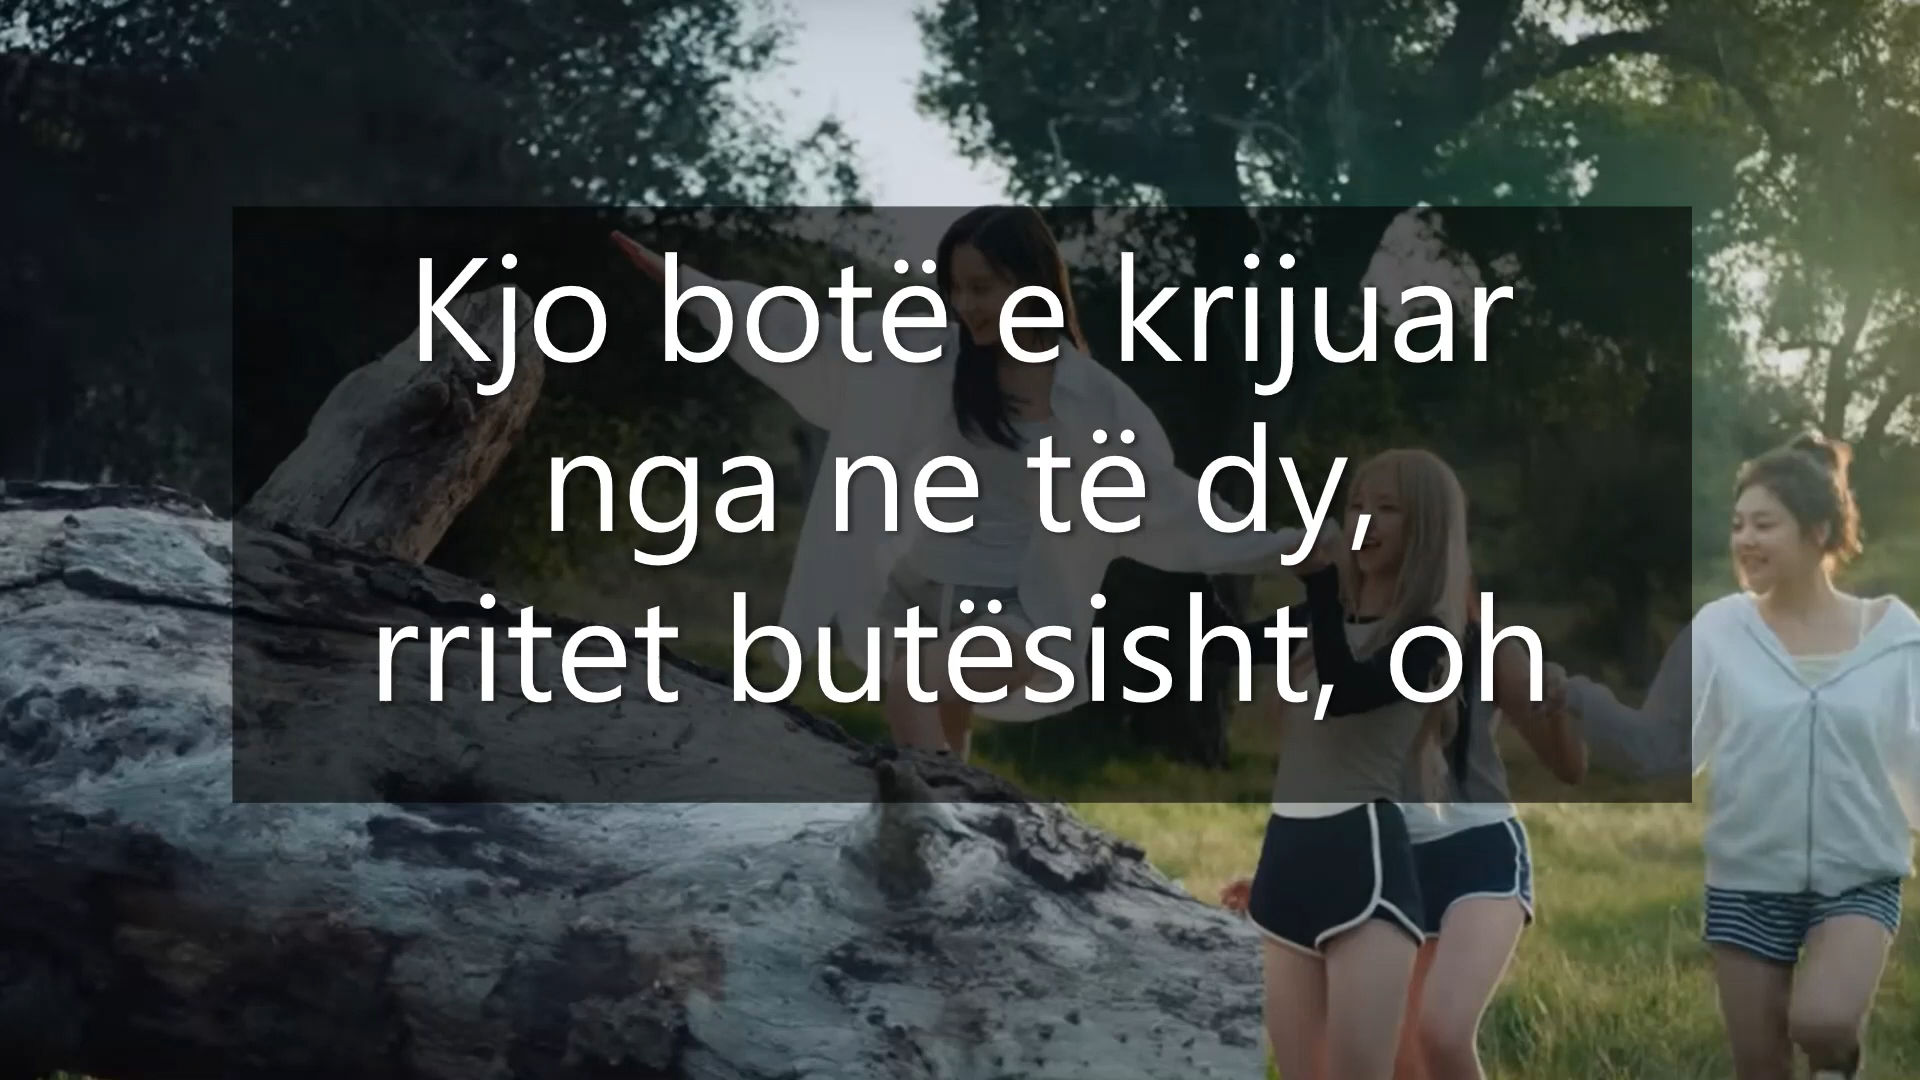 Kjo botë e krijuar
nga ne të dy,
rritet butësisht, oh